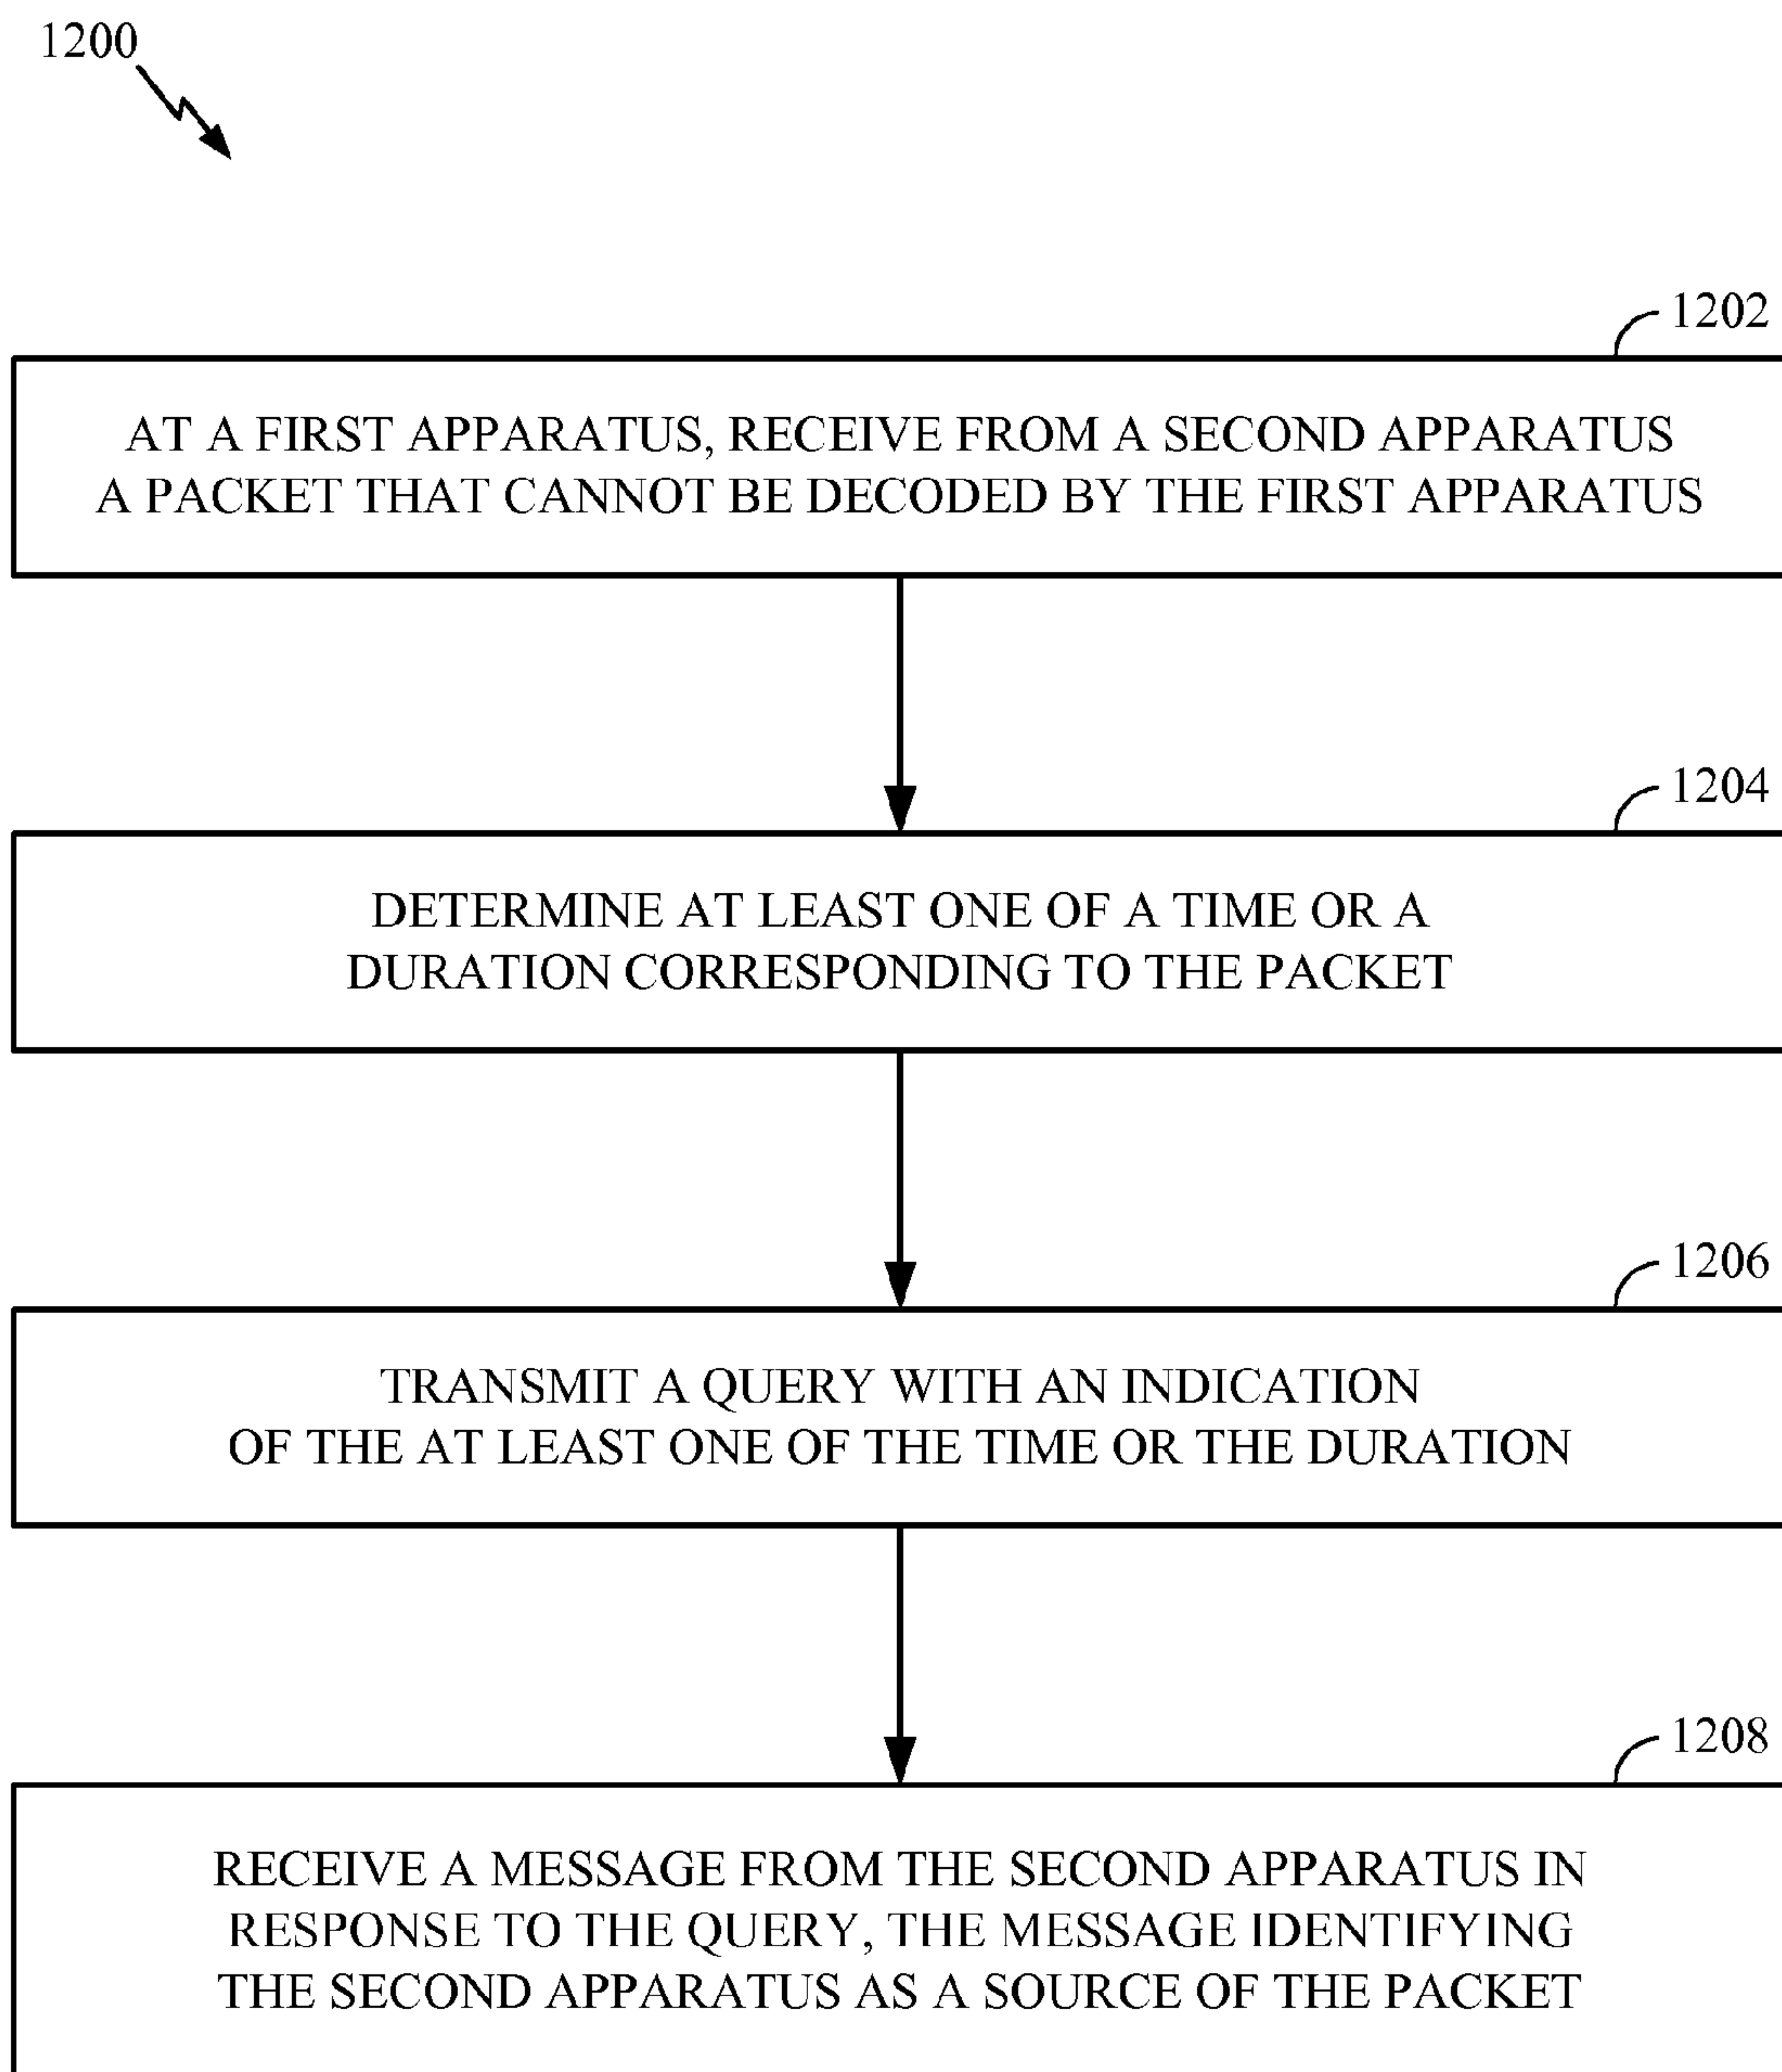 1200
1202
AT A FIRST APPARATUS, RECEIVE FROM A SECOND APPARATUS
A PACKET THAT CANNOT BE DECODED BY THE FIRST APPARATUS
1204
DETERMINE AT LEAST ONE OF A TIME OR A
DURATION CORRESPONDING TO THE PACKET
1206
TRANSMIT A QUERY WITH AN INDICATION
OF THE AT LEAST ONE OF THE TIME OR THE DURATION
1208
RECEIVE A MESSAGE FROM THE SECOND APPARATUS IN
RESPONSE TO THE QUERY, THE MESSAGE IDENTIFYING
THE SECOND APPARATUS AS A SOURCE OF THE PACKET